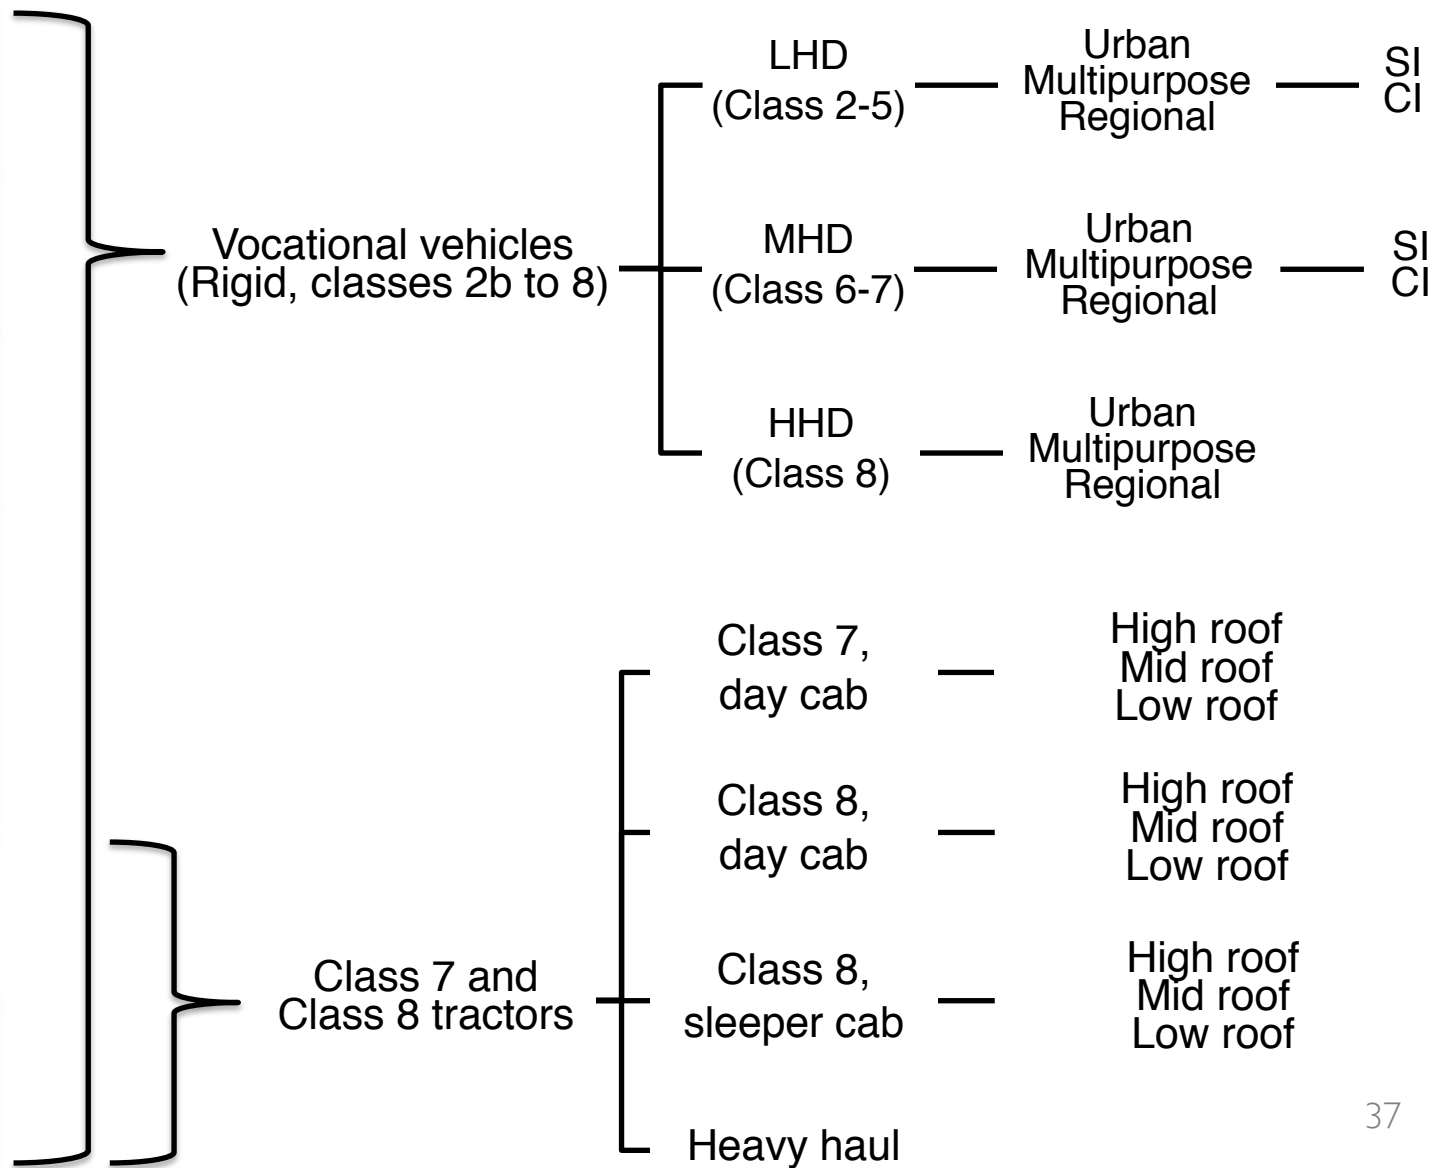 Vocational vehicles
(Rigid, classes 2b to 8)
LHD
(Class 2-5)
Urban
Multipurpose
Regional
SI
CI
MHD
(Class 6-7)
Urban
Multipurpose
Regional
SI
CI
HHD
(Class 8)
Urban
Multipurpose
Regional
Class 7 and
Class 8 tractors
Class 7,
day cab
High roof
Mid roof
Low roof
Class 8,
day cab
High roof
Mid roof
Low roof
Class 8,
sleeper cab
High roof
Mid roof
Low roof
Heavy haul
37